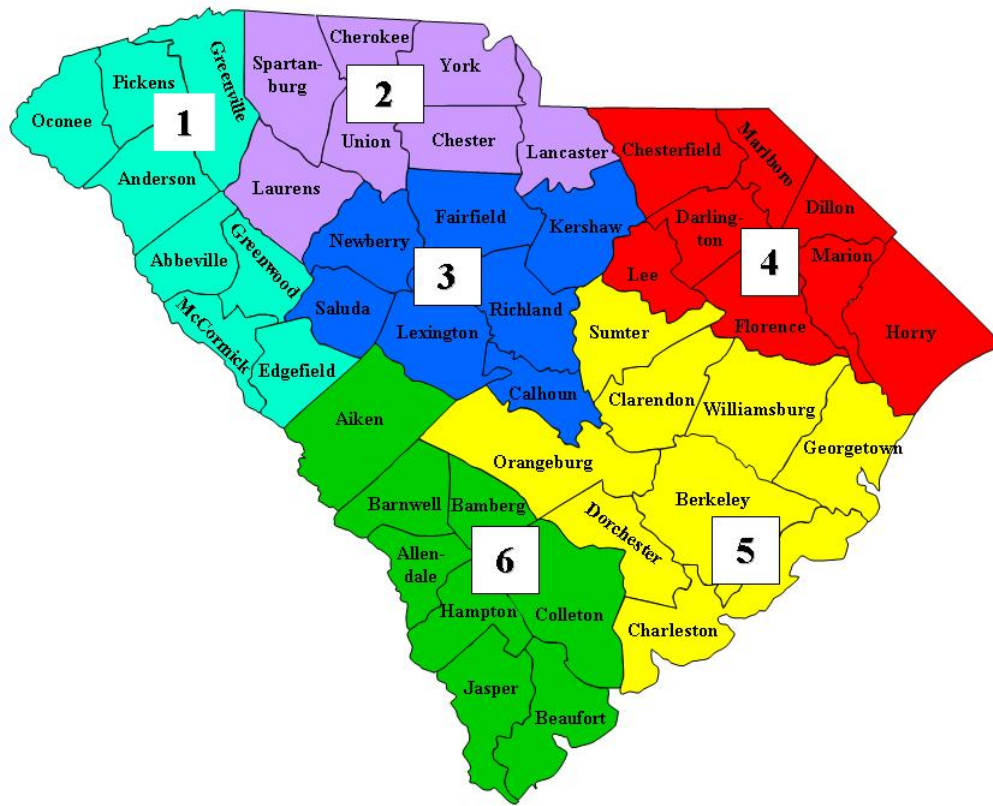 Cherokee
Greenville
Spartan-
burg
York
Pickens
2
1
Oconee
Union
Chester
Lancaster
Chesterfield
Marlboro
Anderson
Laurens
Dillon
Fairfield
Kershaw
Darling-
ton
Newberry
Abbeville
Greenwood
3
4
Marion
Lee
Saluda
Richland
McCormick
Lexington
Sumter
Florence
Horry
Edgefield
Calhoun
Clarendon
Williamsburg
Aiken
Georgetown
Orangeburg
Barnwell
Bamberg
Berkeley
Dorchester
5
6
Allen-
dale
Hampton
Colleton
Charleston
Jasper
Beaufort